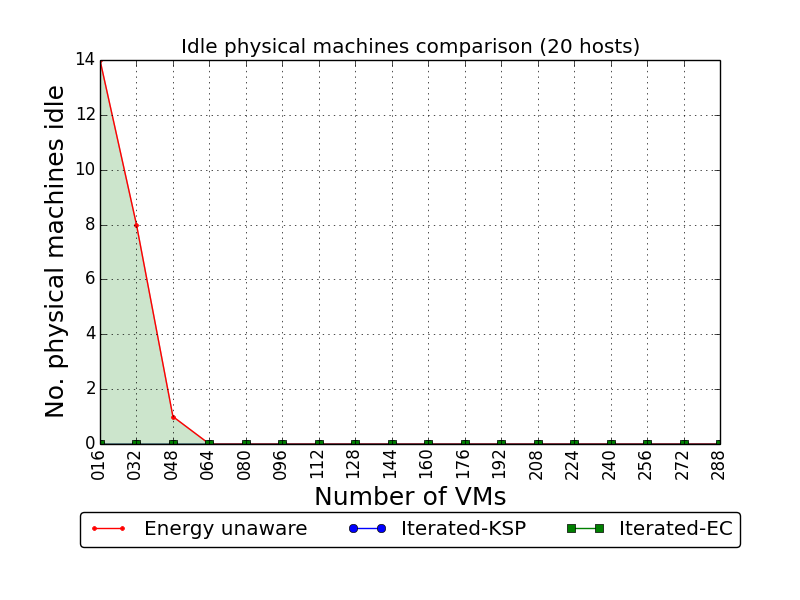 Idle physical machines comparison (20 hosts)
No. physical machines idle
14
12
10
8
6
4
2
0
016 032 048 064 080 096 112 128 144 160 176 192 208 224 240 256 272 288
Number of VMs
Energy unaware Iterated-KSP Iterated-EC